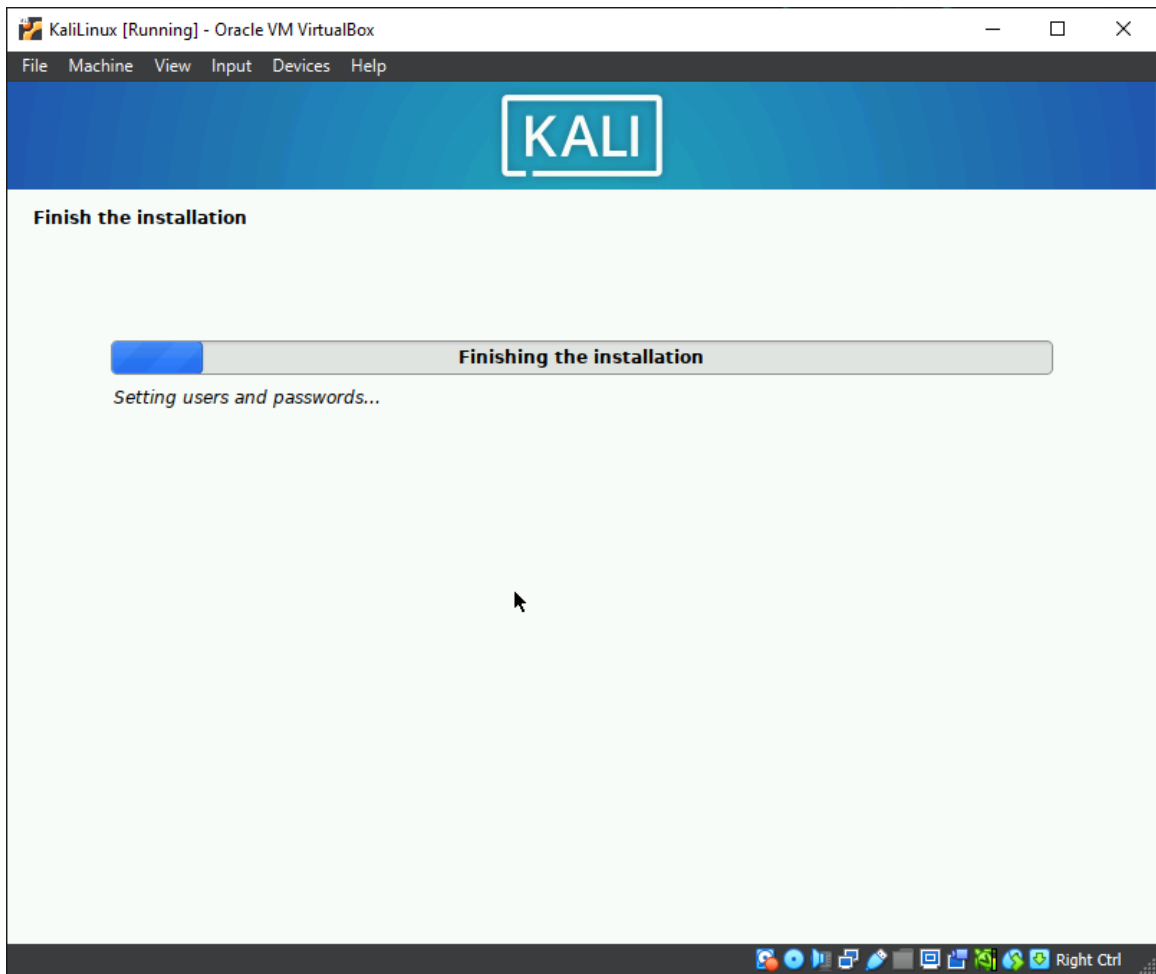 KaliLinux [Running] - Oracle VM VirtualBox
File Machine View Input Devices Help
KALI
Finish the installation
Finishing the installation
Setting users and passwords...
Right Ctrl